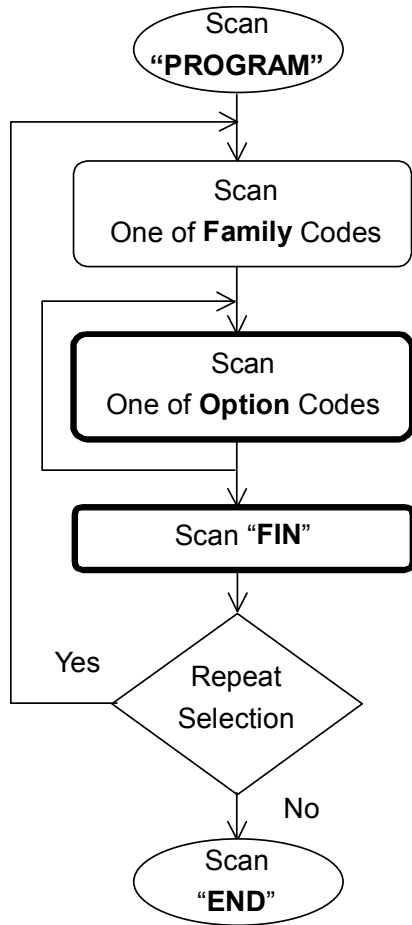 Scan
“PROGRAM”
Scan
One of Family Codes
Scan
One of Option Codes
Scan “FIN”
Yes
Repeat
Selection
No
Scan
“END”